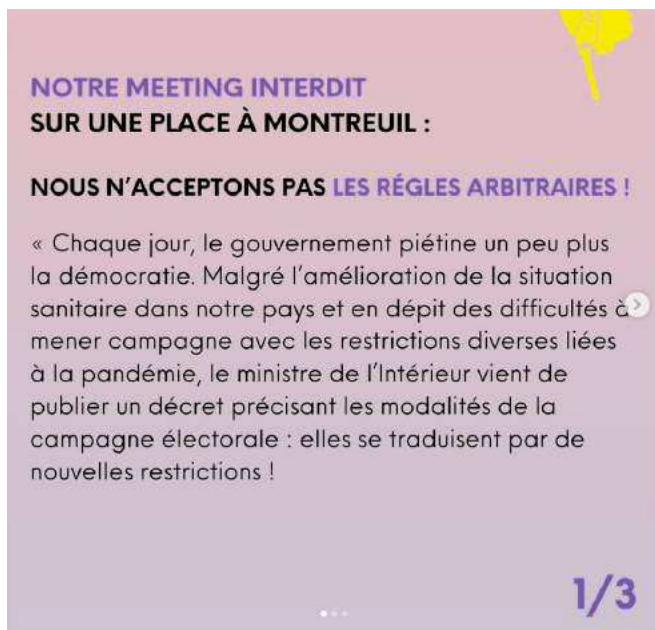 NOTRE MEETING INTERDIT
SUR UNE PLACE À MONTREUIL :
NOUS N'ACCEPTONS PAS LES RÉGLES ARBITRAIRES !
« Chaque jour, le gouvernement piétine un peu plus
la démocratie. Malgré l'amélioration de la situation
sanitaire dans notre pays et en dépit des difficultés à
mener campagne avec les restrictions diverses liées
à la pandémie, le ministre de l'Intérieur vient de
publier un décret précisant les modalités de la
campagne électorale : elles se traduisent par de
nouvelles restrictions !
1/3